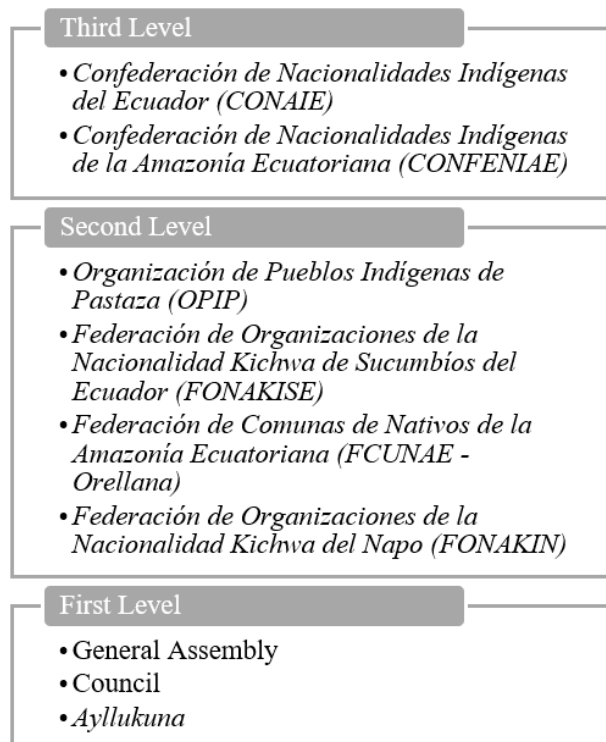 Third Level
• Confederación de Nacionalidades Indígenas
del Ecuador (CONAIE)
• Confederación de Nacionalidades Indígenas
de la Amazonía Ecuatoriana (CONFENIAE)
Second Level
• Organización de Pueblos Indígenas de
Pastaza (OPIP)
• Federación de Organizaciones de la
Nacionalidad Kichwa de Sucumbíos del
Ecuador (FONAKISE)
• Federación de Comunas de Nativos de la
Amazonía Ecuatoriana (FCUNAE -
Orellana)
• Federación de Organizaciones de la
Nacionalidad Kichwa del Napo (FONAKIN)
First Level
• General Assembly
• Council
• Ayllukuna